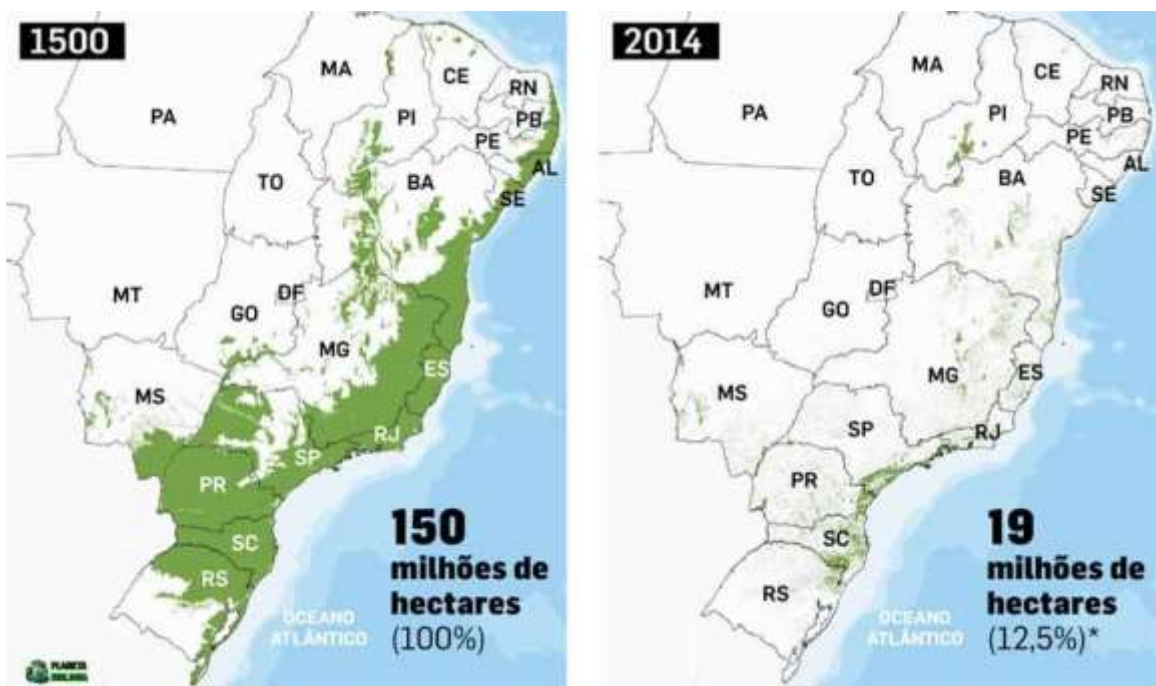 1500
MA
CE
RN
PA
PI
PB
PE
AL
TO
BA
SE
MT
DF
GO
MG
ES
MS
RJ
SP
PR
SC
RS
150
milhões de
hectares
(100%)
OCEANO
ATLÂNTICO
PLANETA
2014
MA
CE
RN
PA
PI
PB
PE
AL
TO
BA
SE
MT
DF
GO
MG
ES
MS
SP
RJ
PR
SC
RS
19
milhões de
hectares
(12,5%)*
OCEANO
ATLÂNTICO